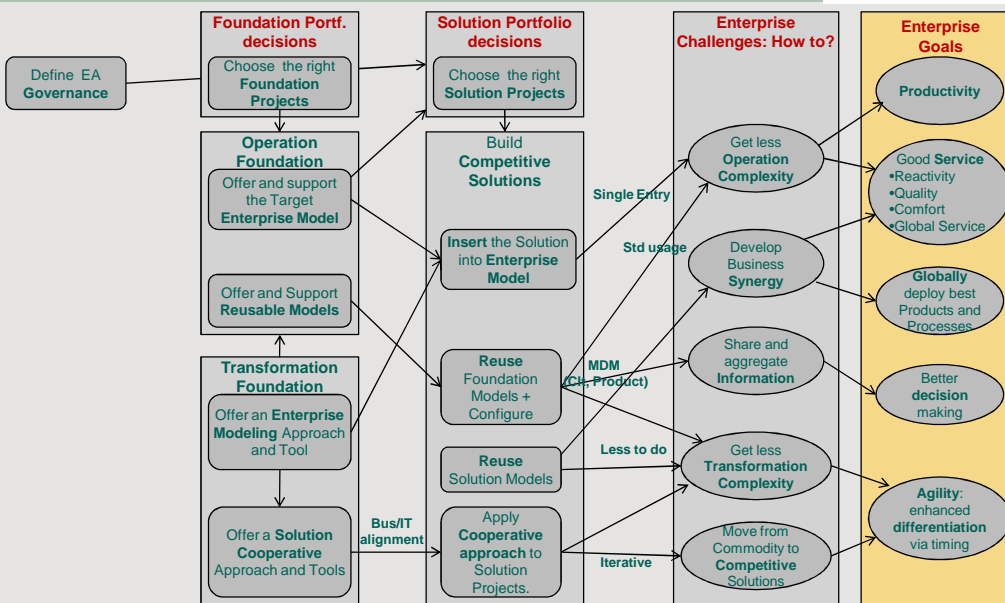 Foundation Portf.
decisions
Solution Portfolio
decisions
Enterprise
Challenges: How to?
Enterprise
Goals
Define EA
Governance
Choose the right
Foundation
Projects
Choose the right
Solution Projects
Productivity
Operation
Foundation
Offer and support
the Target
Enterprise Model
Offer and Support
Reusable Models
Build
Competitive
Solutions
Insert the Solution
into Enterprise
Model
Single Entry
Std usage
Get less
Operation
Complexity
Good Service
•Reactivity
•Quality
•Comfort
•Global Service
Develop
Business
Synergy
Globally
deploy best
Products and
Processes
Transformation
Foundation
Offer an Enterprise
Modeling Approach
and Tool
Offer a Solution
Cooperative
Approach and Tools
Bus/IT
alignment
Reuse
Foundation
Models +
Configure
MDM
(Clt, Product)
Share and
aggregate
Information
Better
decision
making
Reuse
Solution Models
Less to do
Get less
Transformation
Complexity
Apply
Cooperative
approach to
Solution
Projects.
Iterative
Move from
Commodity to
Competitive
Solutions
Agility:
enhanced
differentiation
via timing